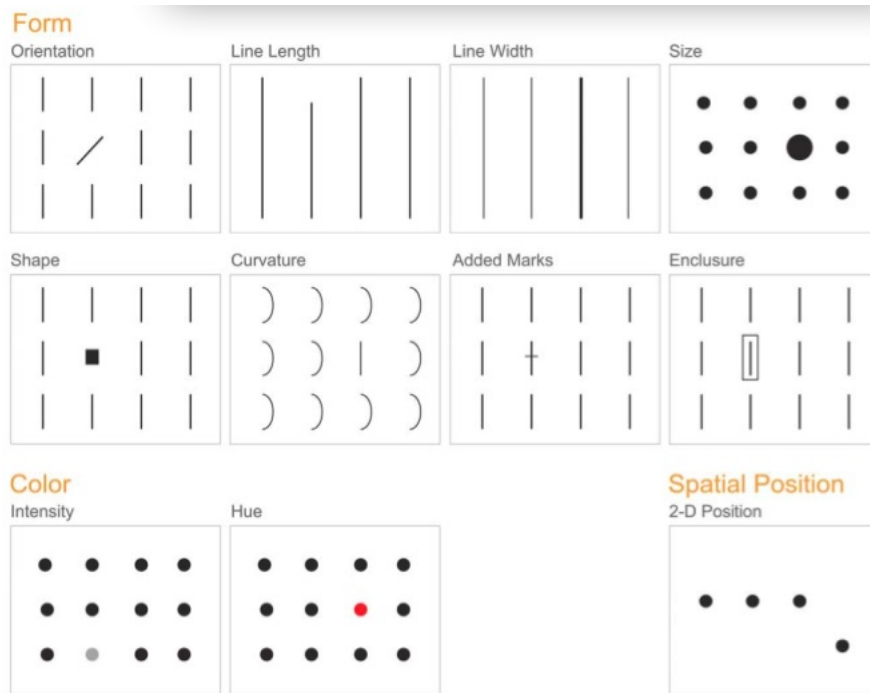 Form
Orientation
Line Length
Line Width
Size
Shape
Curvature
Added Marks
Enclusure
Color
Spatial Position
Intensity
Hue
2-D Position